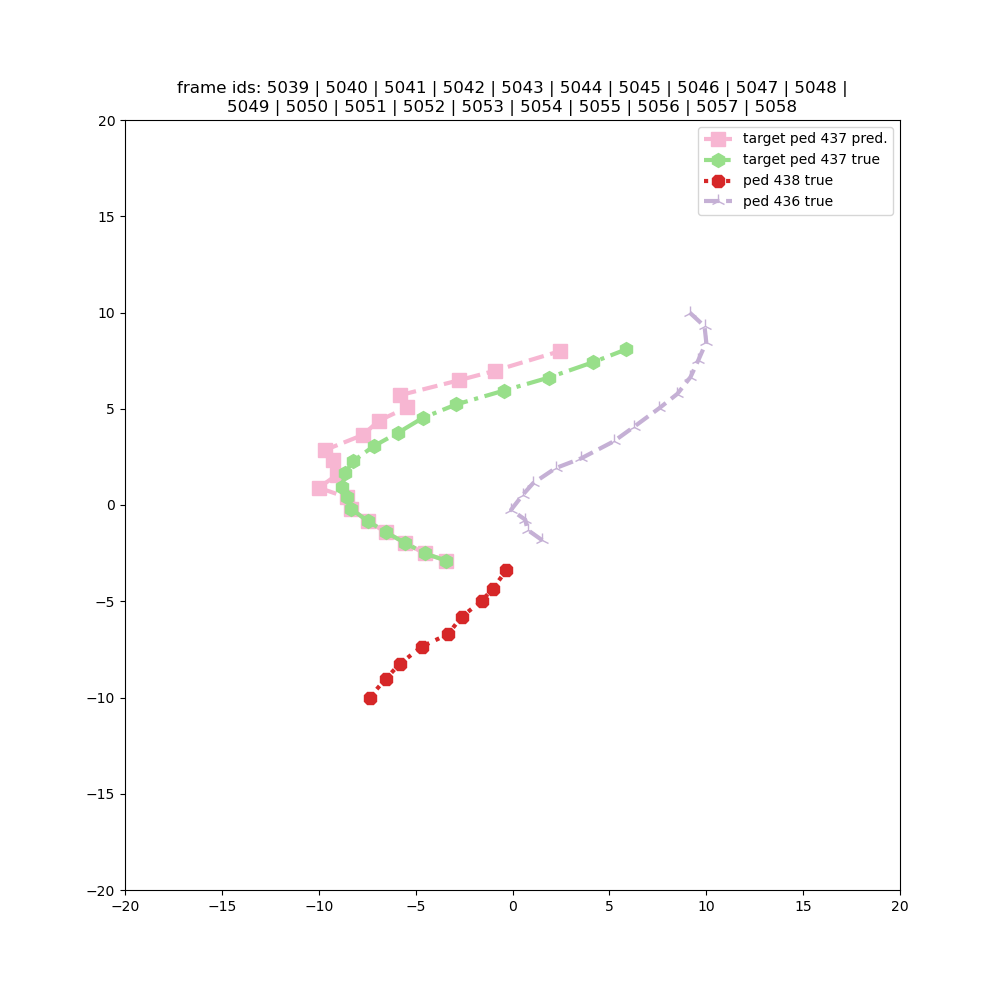 frame ids: 5039 | 5040 | 5041 | 5042 | 5043 | 5044 | 5045 | 5046 | 5047 | 5048 |
5049 | 5050 | 5051 | 5052 | 5053 | 5054 | 5055 | 5056 | 5057 | 5058
target ped 437 pred.
target ped 437 true
ped 438 true
ped 436 true
20
15
10
5
0
−5
−10
−15
−20
−20 −15 −10 −5 0 5 10 15 20